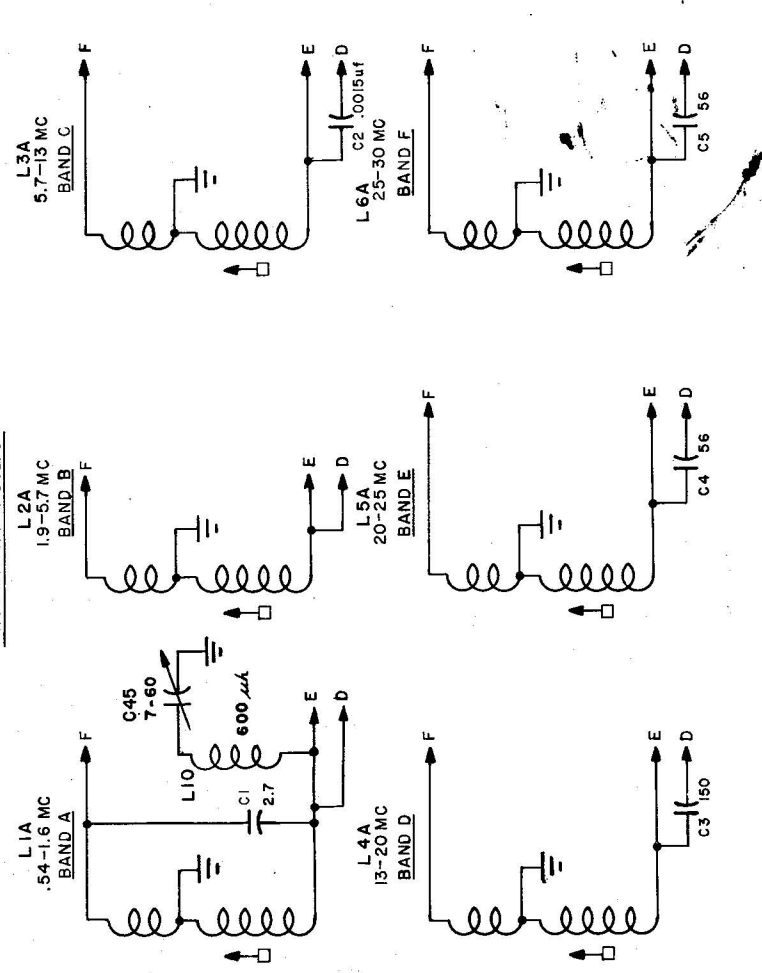 L1A
.54-1.6 MC
BAND A
F
C45
7-60
L10
600 uh
C1
2.7
E
D
L2A
1.9-5.7 MC
BAND B
F
E
D
L3A
5.7-13 MC
BAND C
F
E
D
C2 .0015uf
L4A
13-20 MC
BAND D
F
E
D
C3 150
L5A
20-25 MC
BAND E
F
E
D
C4 56
L6A
25-30 MC
BAND F
F
E
D
C5 56